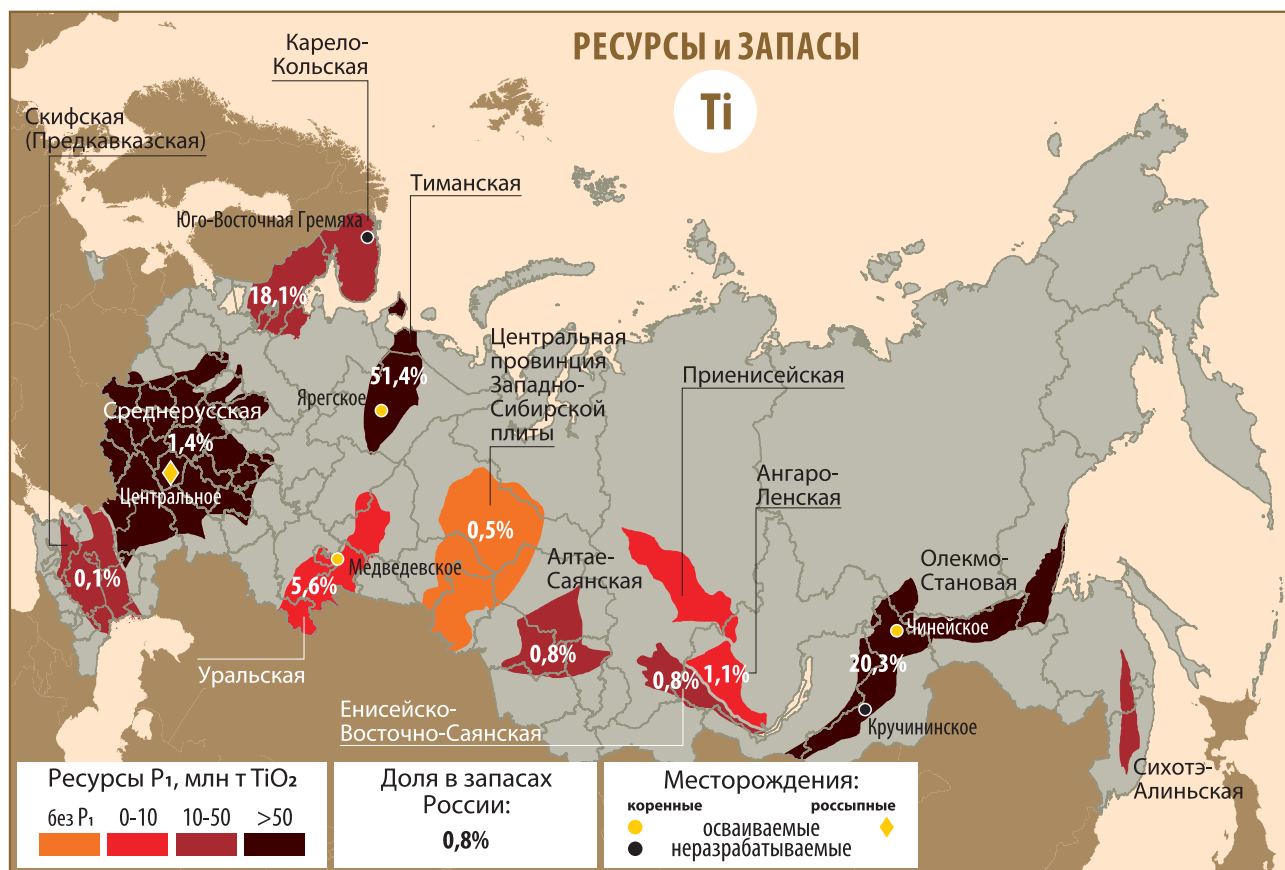 РЕСУРСЫ и ЗАПАСЫ
Ti
Карело-
Кольская
Скифская
(Предкавказская)
Тиманская
Юго-Восточная Гремяха
18,1%
Центральная
провинция
Западно-
Сибирской
плиты
51,4%
Ярегское
Приенисейская
Среднерусская
1,4%
Центральное
Ангаро-
Ленская
0,5%
Алтае-
Саянская
Олекмо-
Становая
0,1%
5,6%
Медведевское
Чинейское
0,8%
0,8%
1,1%
20,3%
Уральская
Енисейско-
Восточно-Саянская
Кручининское
Сихотэ-
Алиньская
Ресурсы P₁, млн т TiO₂
без P₁
0-10
10-50
>50
Доля в запасах
России:
0,8%
Месторождения:
коренные
россыпные
осваиваемые
неразрабатываемые